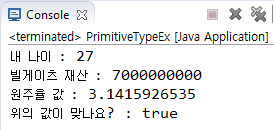 Console
<terminated> PrimitiveTypeEx [Java Application]
내 나이 : 27
빌게이츠 재산 : 7000000000
원주율 값 : 3.1415926535
위의 값이 맞나요? : true